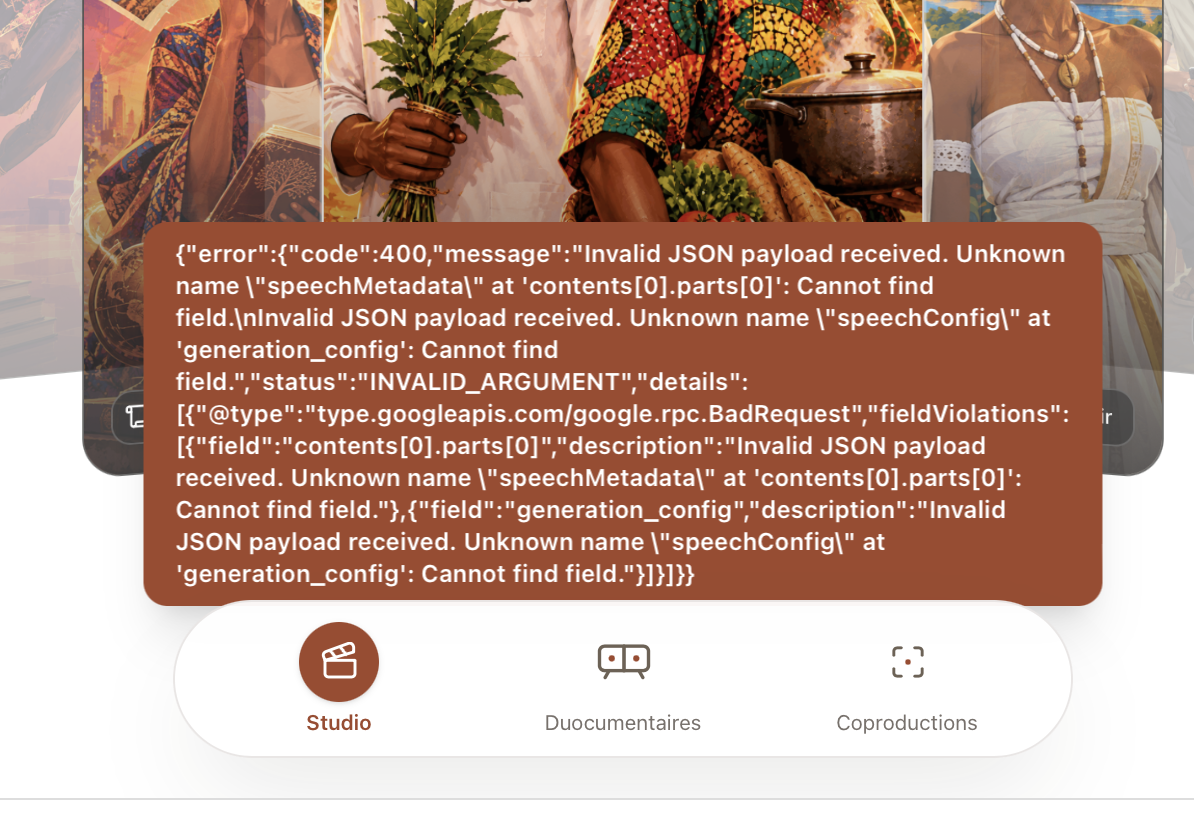 {"error":{"code":400,"message":"Invalid JSON payload received. Unknown
name \"speechMetadata\" at 'contents[0].parts[0]': Cannot find
field.\nInvalid JSON payload received. Unknown name \"speechConfig\" at
'generation_config': Cannot find
field.","status":"INVALID_ARGUMENT","details":
[{"@type":"type.googleapis.com/google.rpc.BadRequest","fieldViolations":
[{"field":"contents[0].parts[0]","description":"Invalid JSON payload
received. Unknown name \"speechMetadata\" at 'contents[0].parts[0]':
Cannot find field."},{"field":"generation_config","description":"Invalid
JSON payload received. Unknown name \"speechConfig\" at
'generation_config': Cannot find field."}]}]}}
Studio
Duocumentaires
Coproductions